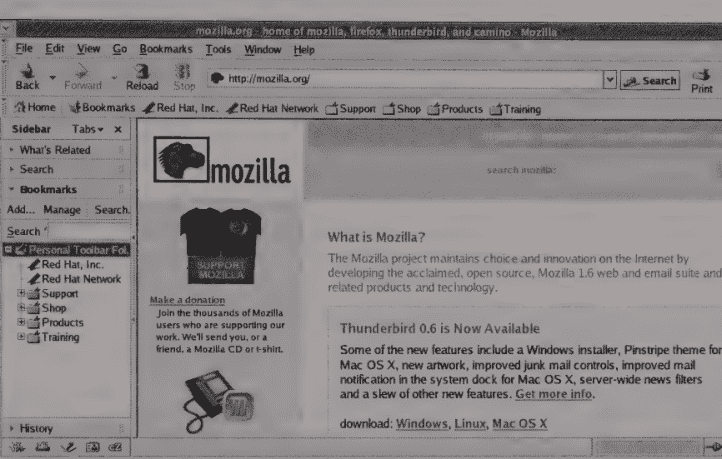 mozilla.org - home of mozilla, firefox, thunderbird, and camino - Mozilla
File Edit View Go Bookmarks Tools Window Help
Back Forward Reload Stop http://mozilla.org/ Search Print
Home Bookmarks Red Hat, Inc. Red Hat Network Support Shop Products Training
Sidebar Tabs
What's Related
Search
Bookmarks
Add... Manage Search.
Search
Personal Toolbar Fol
Red Hat, Inc.
Red Hat Network
Support
Shop
Products
Training
History
mozilla
SUPPORT
MOZILLA
Make a donation
Join the thousands of Mozilla
users who are supporting our
work. We'll send you, or a
friend, a Mozilla CD or t-shirt.
search mozilla:
What is Mozilla?
The Mozilla project maintains choice and innovation on the Internet by
developing the acclaimed, open source, Mozilla 1.6 web and email suite and
related products and technology.
Thunderbird 0.6 is Now Available
Some of the new features include a Windows installer, Pinstripe theme for
Mac OS X, new artwork, improved junk mail controls, improved mail
notification in the system dock for Mac OS X, server-wide news filters
and a slew of other new features. Get more info.
download: Windows, Linux, Mac OS X